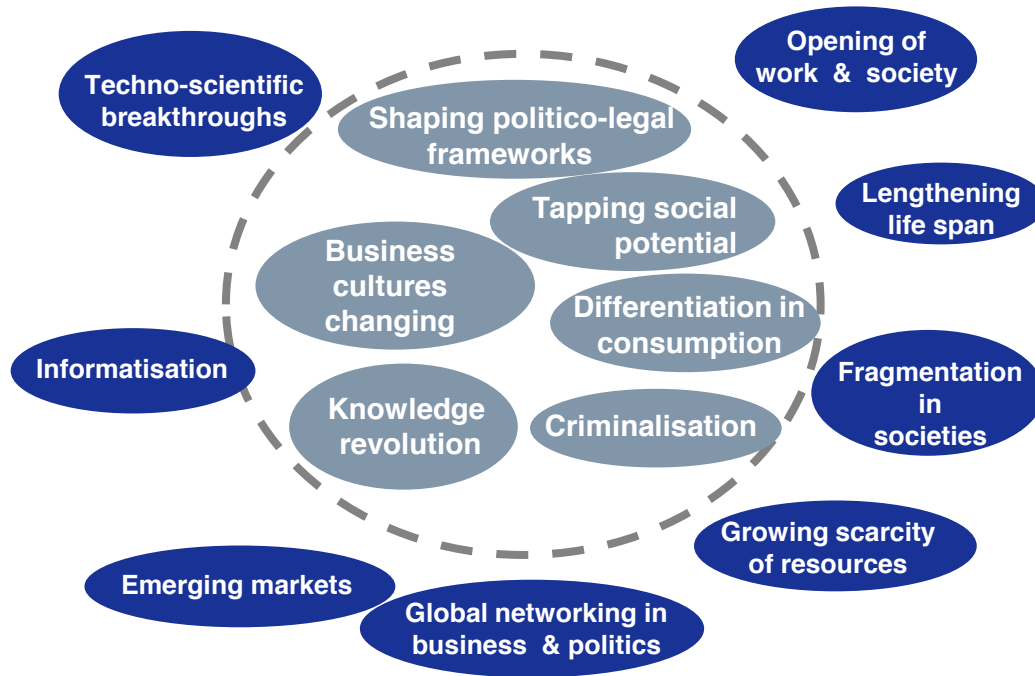 Opening of
work & society
Techno-scientific
breakthroughs
Shaping politico-legal
frameworks
Lengthening
life span
Tapping social
potential
Business
cultures
changing
Differentiation in
consumption
Informatisation
Fragmentation
in
societies
Knowledge
revolution
Criminalisation
Growing scarcity
of resources
Emerging markets
Global networking in
business & politics